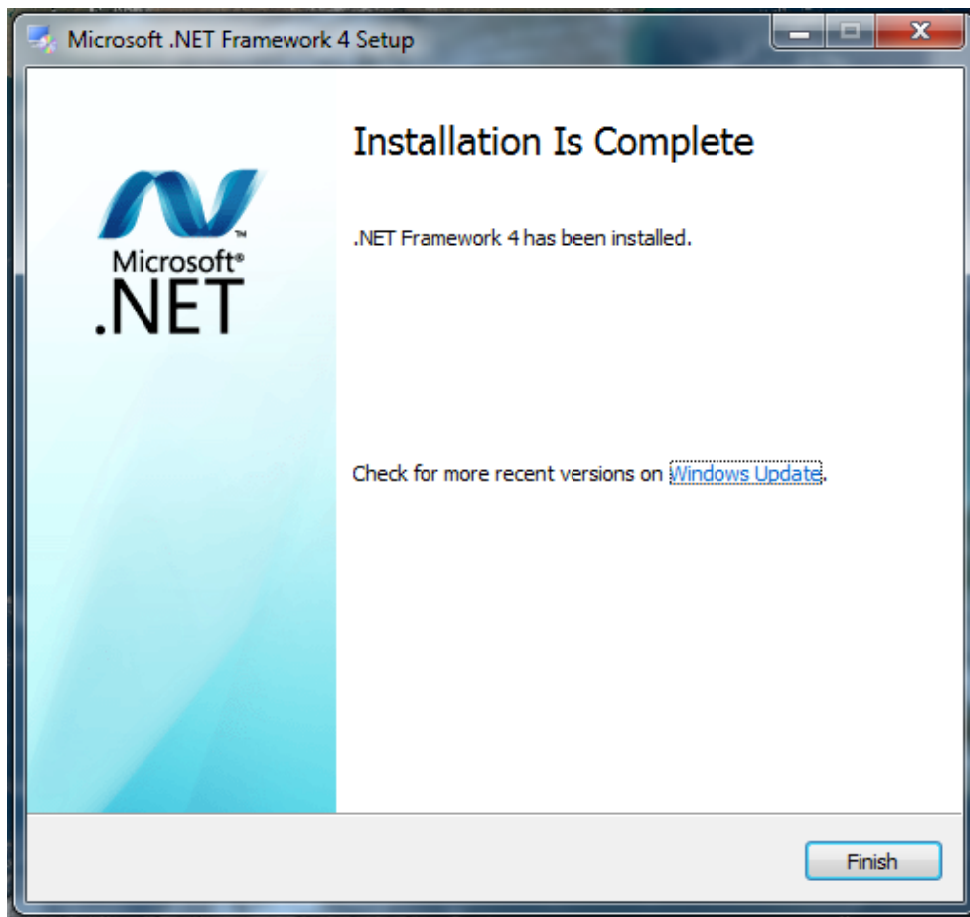 Microsoft .NET Framework 4 Setup
Installation Is Complete
Microsoft®
.NET
™
.NET Framework 4 has been installed.
Check for more recent versions on Windows Update.
Finish